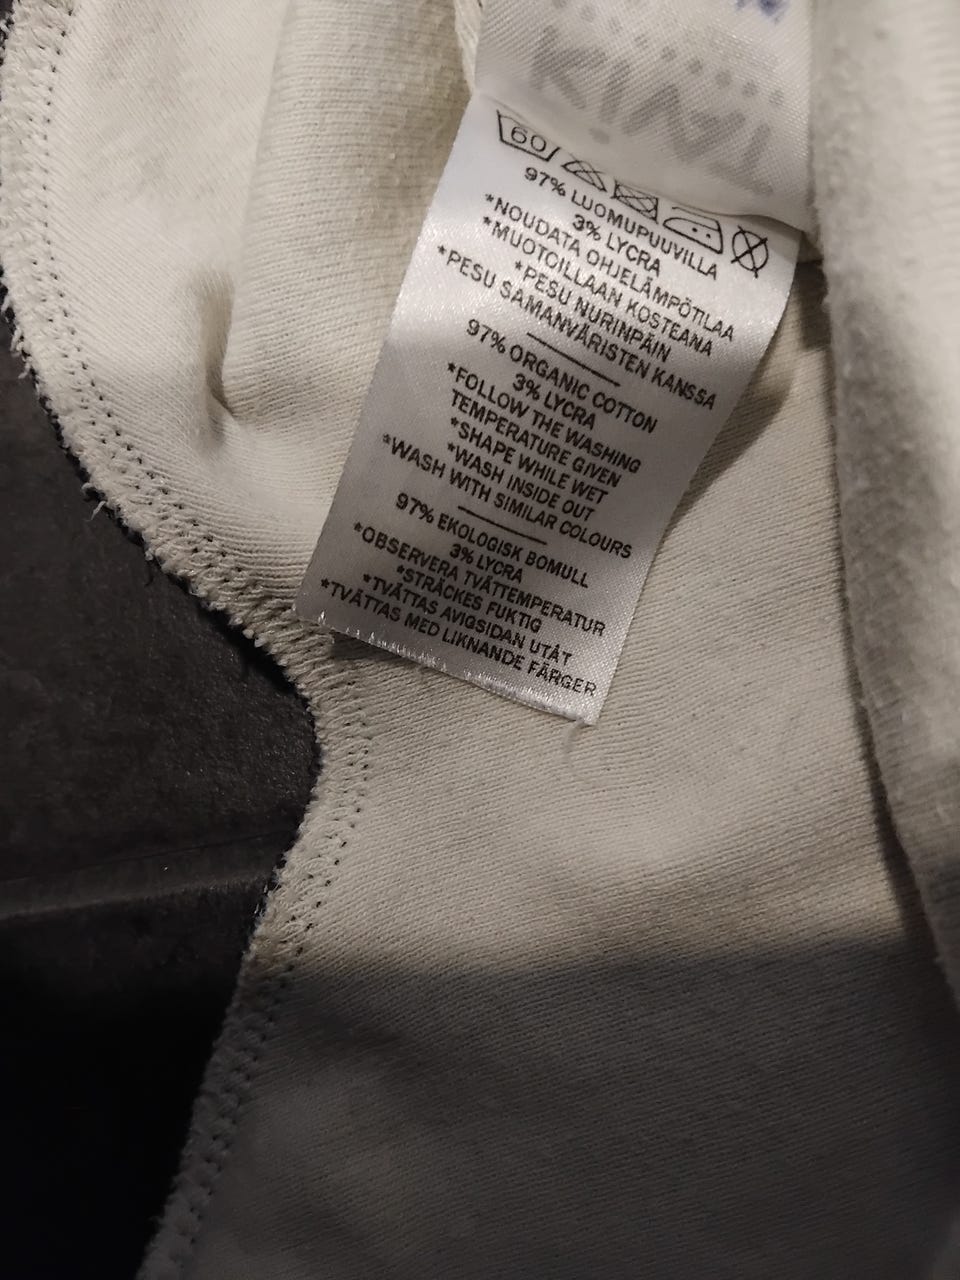 60
97% LUOMUPUUVILLA
3% LYCRA
*NOUDATA OHJELÄMPÖTILAA
*MUOTOILLAAN KOSTEANA
*PESU NURINPÄIN
*PESU SAMANVÄRISTEN KANSSA
97% ORGANIC COTTON
3% LYCRA
*FOLLOW THE WASHING
TEMPERATURE GIVEN
*SHAPE WHILE WET
*WASH INSIDE OUT
*WASH WITH SIMILAR COLOURS
97% EKOLOGISK BOMULL
3% LYCRA
*OBSERVERA TVÄTTEMPERATUR
*STRÄCKES FUKTIG
*TVÄTTAS AVIGSIDAN UTÅT
*TVÄTTAS MED LIKNANDE FÄRGER